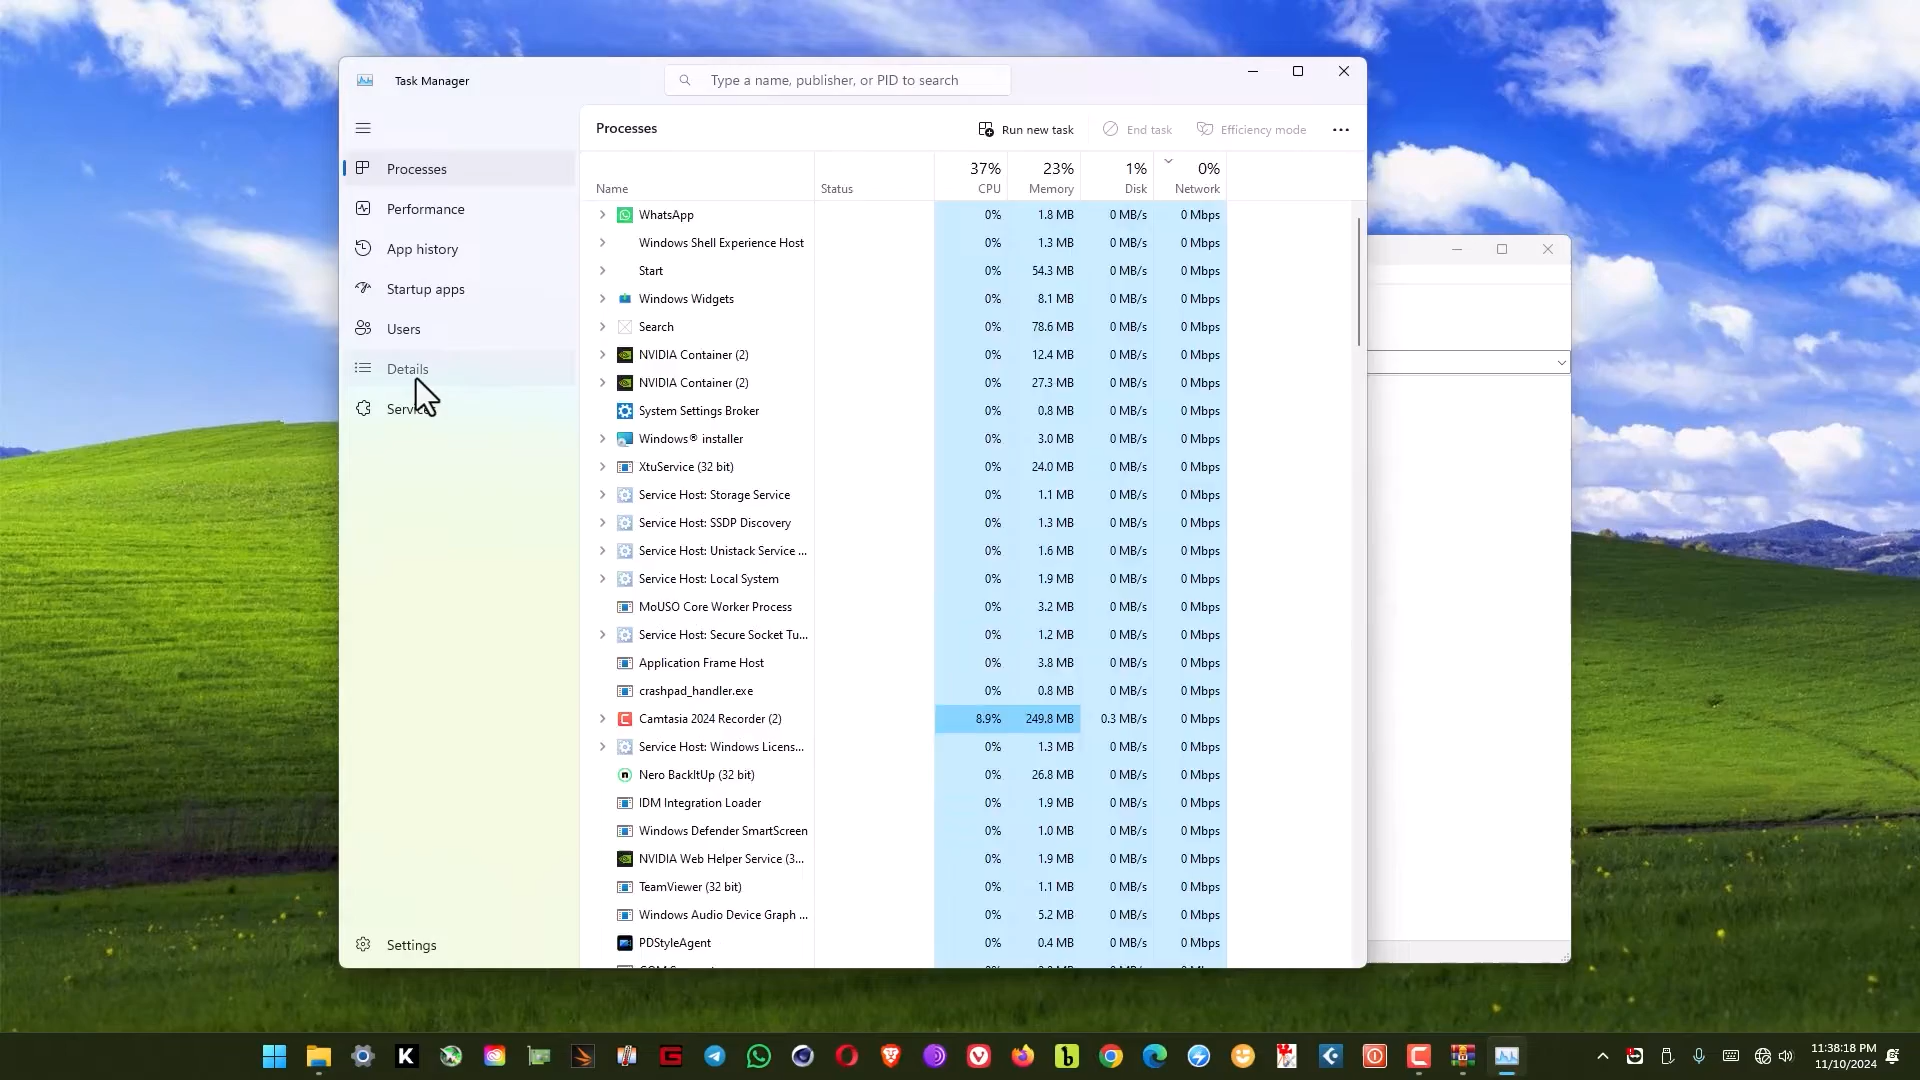 Task Manager
Type a name, publisher, or PID to search
Processes
Run new task
End task
Efficiency mode
Processes
Performance
App history
Startup apps
Users
Details
Settings
37% 23% 1% 0%
Name Status CPU Memory Disk Network
WhatsApp 0% 1.8 MB 0 MB/s 0 Mbps
Windows Shell Experience Host 0% 1.3 MB 0 MB/s 0 Mbps
Start 0% 54.3 MB 0 MB/s 0 Mbps
Windows Widgets 0% 8.1 MB 0 MB/s 0 Mbps
Search 0% 78.6 MB 0 MB/s 0 Mbps
NVIDIA Container (2) 0% 12.4 MB 0 MB/s 0 Mbps
NVIDIA Container (2) 0% 27.3 MB 0 MB/s 0 Mbps
System Settings Broker 0% 0.8 MB 0 MB/s 0 Mbps
Windows® installer 0% 3.0 MB 0 MB/s 0 Mbps
XtuService (32 bit) 0% 24.0 MB 0 MB/s 0 Mbps
Service Host: Storage Service 0% 1.1 MB 0 MB/s 0 Mbps
Service Host: SSDP Discovery 0% 1.3 MB 0 MB/s 0 Mbps
Service Host: Unistack Service ... 0% 1.6 MB 0 MB/s 0 Mbps
Service Host: Local System 0% 1.9 MB 0 MB/s 0 Mbps
MoUSO Core Worker Process 0% 3.2 MB 0 MB/s 0 Mbps
Service Host: Secure Socket Tu... 0% 1.2 MB 0 MB/s 0 Mbps
Application Frame Host 0% 3.8 MB 0 MB/s 0 Mbps
crashpad_handler.exe 0% 0.8 MB 0 MB/s 0 Mbps
Camtasia 2024 Recorder (2) 8.9% 249.8 MB 0.3 MB/s 0 Mbps
Service Host: Windows Licens... 0% 1.3 MB 0 MB/s 0 Mbps
Nero BackItUp (32 bit) 0% 26.8 MB 0 MB/s 0 Mbps
IDM Integration Loader 0% 1.9 MB 0 MB/s 0 Mbps
Windows Defender SmartScreen 0% 1.0 MB 0 MB/s 0 Mbps
NVIDIA Web Helper Service (3... 0% 1.9 MB 0 MB/s 0 Mbps
TeamViewer (32 bit) 0% 1.1 MB 0 MB/s 0 Mbps
Windows Audio Device Graph ... 0% 5.2 MB 0 MB/s 0 Mbps
PDStyleAgent 0% 0.4 MB 0 MB/s 0 Mbps
11:38:18 PM
11/10/2024